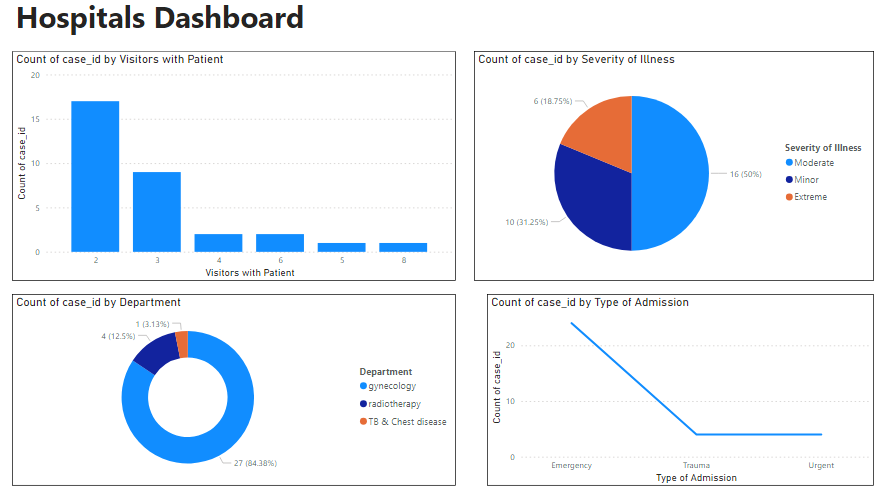 Hospitals Dashboard
Count of case_id by Visitors with Patient
Count of case_id
20
15
10
5
0
2 3 4 6 5 8
Visitors with Patient
Count of case_id by Severity of Illness
6 (18.75%)
16 (50%)
10 (31.25%)
Severity of Illness
Moderate
Minor
Extreme
Count of case_id by Department
1 (3.13%)
4 (12.5%)
27 (84.38%)
Department
gynecology
radiotherapy
TB & Chest disease
Count of case_id by Type of Admission
Count of case_id
20
10
0
Emergency Trauma Urgent
Type of Admission